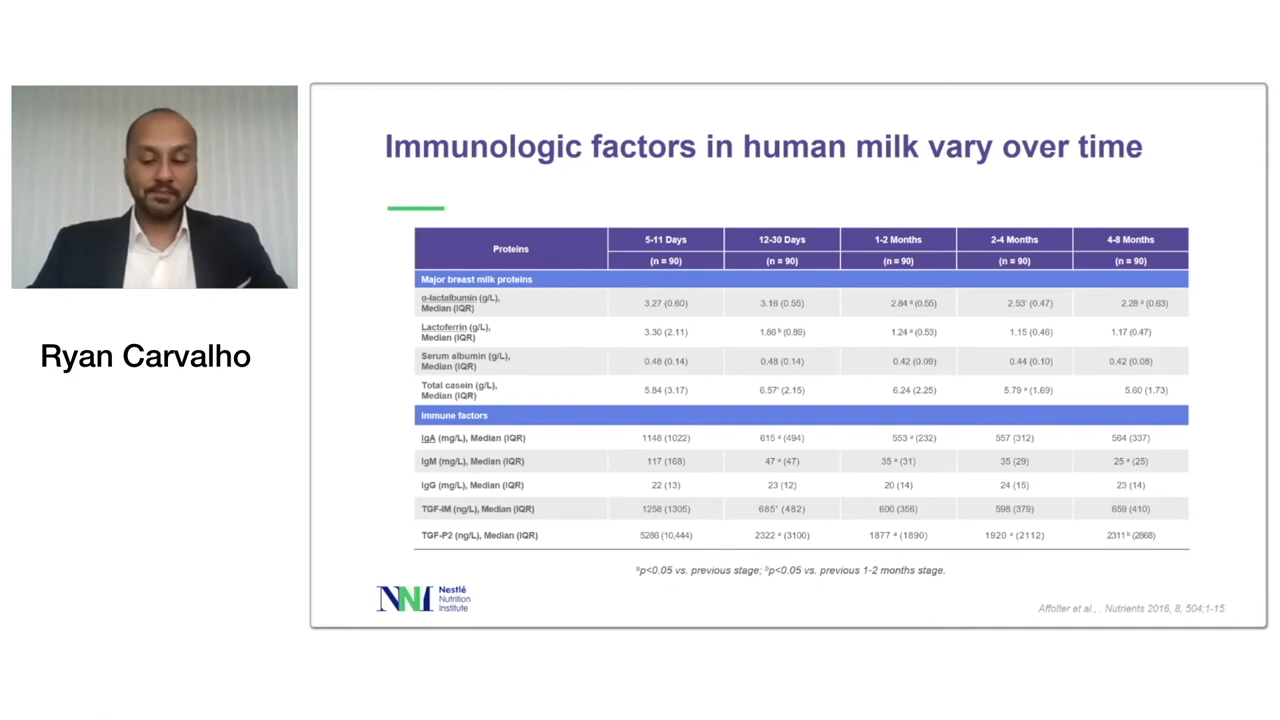 Ryan Carvalho
Immunologic factors in human milk vary over time
Proteins 5-11 Days 12-30 Days 1-2 Months 2-4 Months 4-8 Months
(n = 90) (n = 90) (n = 90) (n = 90) (n = 90)
Major breast milk proteins
α-lactalbumin (g/L),
Median (IQR) 3.27 (0.60) 3.16 (0.55) 2.84 ᵃ (0.55) 2.53' (0.47) 2.28 ᵃ (0.63)
Lactoferrin (g/L),
Median (IQR) 3.30 (2.11) 1.86 ᵇ (0.89) 1.24 ᵃ (0.53) 1.15 (0.46) 1.17 (0.47)
Serum albumin (g/L),
Median (IQR) 0.48 (0.14) 0.48 (0.14) 0.42 (0.09) 0.44 (0.10) 0.42 (0.08)
Total casein (g/L),
Median (IQR) 5.84 (3.17) 6.57' (2.15) 6.24 (2.25) 5.79 ᵃ (1.69) 5.60 (1.73)
Immune factors
IgA (mg/L), Median (IQR) 1148 (1022) 615 ᵃ (494) 553 ᵃ (232) 557 (312) 564 (337)
IgM (mg/L), Median (IQR) 117 (168) 47 ᵃ (47) 35 ᵃ (31) 35 (29) 25 ᵃ (25)
IgG (mg/L), Median (IQR) 22 (13) 23 (12) 20 (14) 24 (15) 23 (14)
TGF-IM (ng/L), Median (IQR) 1258 (1305) 685' (482) 600 (356) 598 (379) 659 (410)
TGF-P2 (ng/L), Median (IQR) 5286 (10,444) 2322 ᵃ (3100) 1877 ᵃ (1890) 1920 ᵃ (2112) 2311 ᵇ (2868)
ᵃp<0.05 vs. previous stage; ᵇp<0.05 vs. previous 1-2 months stage.
NNI Nestlé
Nutrition
Institute
Affolter et al., . Nutrients 2016, 8, 504;1-15.